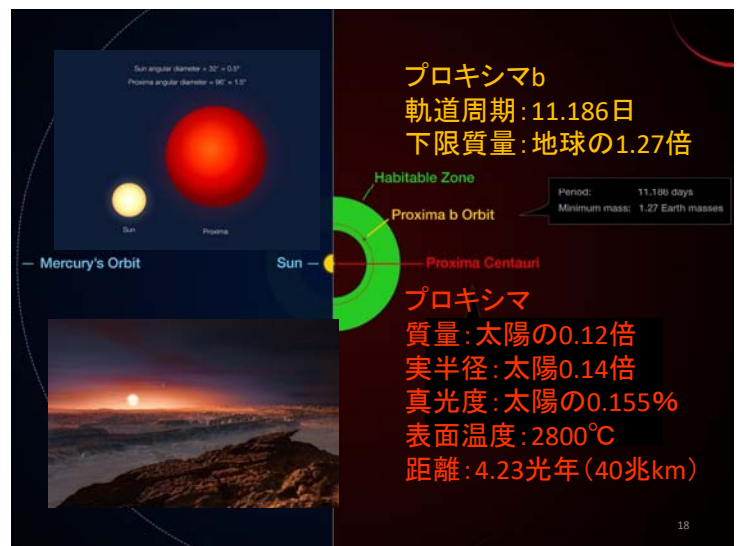 Sun angular diameter = 32' = 0.5°
Proxima angular diameter = 96' = 1.5°
Sun
Proxima
プロキシマb
軌道周期：11.186日
下限質量：地球の1.27倍
Habitable Zone
Proxima b Orbit
Period: 11.186 days
Minimum mass: 1.27 Earth masses
Mercury's Orbit
Sun
Proxima Centauri
プロキシマ
質量：太陽の0.12倍
実半径：太陽0.14倍
真光度：太陽の0.155%
表面温度：2800℃
距離：4.23光年（40兆km）
18